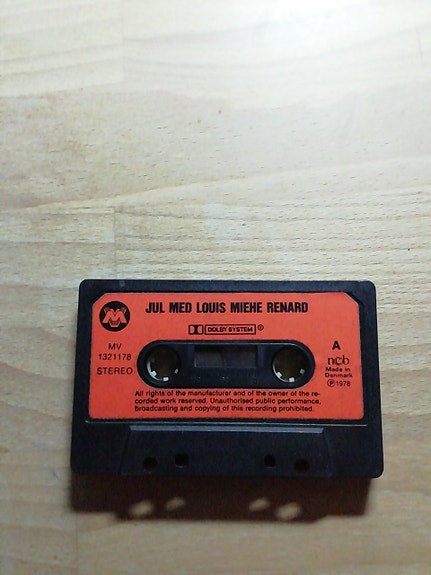 JUL MED LOUIS MIEHE RENARD
DOLBY SYSTEM ®
MV
1321178
STEREO
A
ncb
Made in
Denmark
℗ 1978
All rights of the manufacturer and of the owner of the re-
corded work reserved. Unauthorised public performance,
broadcasting and copying of this recording prohibited.